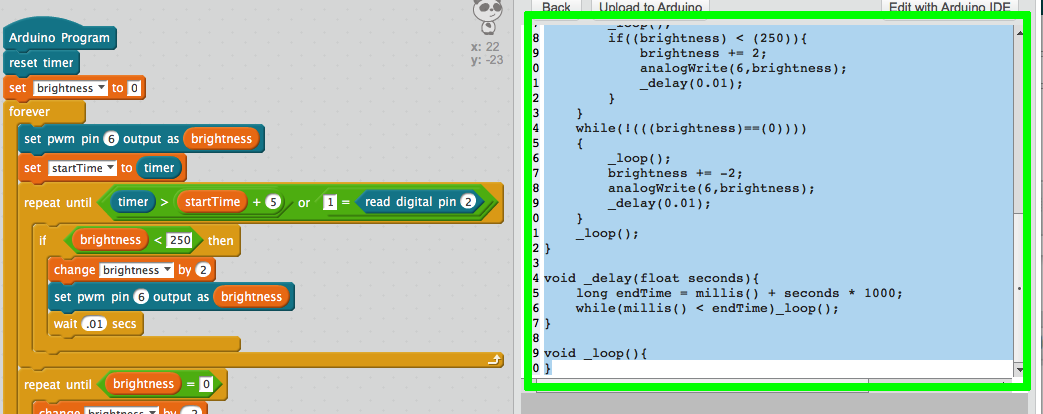 Arduino Program
reset timer
set brightness to 0
forever
set pwm pin 6 output as brightness
set startTime to timer
repeat until timer > startTime + 5 or 1 = read digital pin 2
if brightness < 250 then
change brightness by 2
set pwm pin 6 output as brightness
wait .01 secs
repeat until brightness = 0
change brightness by -2
x: 22
y: -23
Back Upload to Arduino Edit with Arduino IDE
7 _loop();
8 if((brightness) < (250)){
9 brightness += 2;
0 analogWrite(6,brightness);
1 _delay(0.01);
2 }
3 }
4 while(!(((brightness)==(0))))
5 {
6 _loop();
7 brightness += -2;
8 analogWrite(6,brightness);
9 _delay(0.01);
0 }
1 _loop();
2 }
3
4 void _delay(float seconds){
5 long endTime = millis() + seconds * 1000;
6 while(millis() < endTime)_loop();
7 }
8
9 void _loop(){
0 }